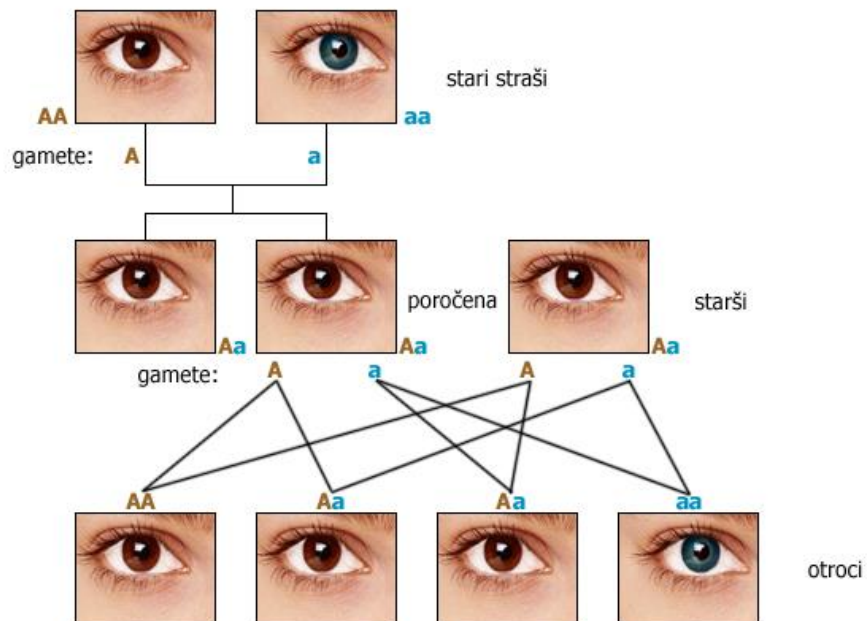 stari straši
AA
aa
gamete: A a
poročena
starši
Aa
Aa
Aa
gamete: A a A a
AA Aa Aa aa
otroci